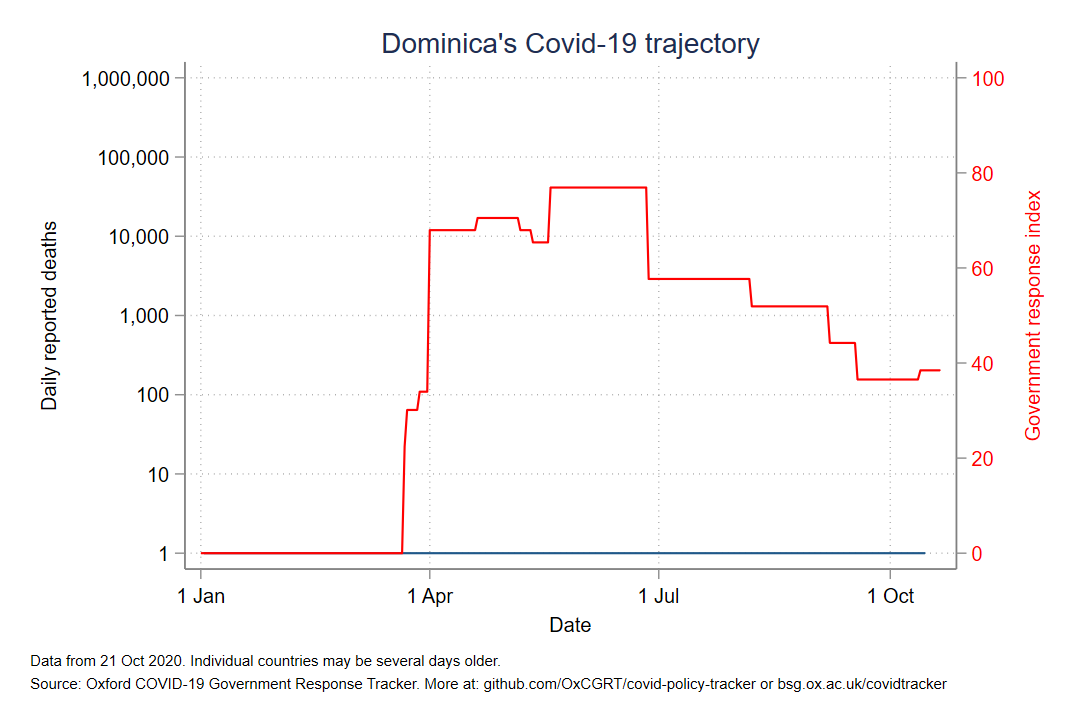 Dominica's Covid-19 trajectory
1,000,000
100,000
10,000
1,000
100
10
1
Daily reported deaths
100
80
60
40
20
0
Government response index
1 Jan
1 Apr
1 Jul
1 Oct
Date
Data from 21 Oct 2020. Individual countries may be several days older.
Source: Oxford COVID-19 Government Response Tracker. More at: github.com/OxCGRT/covid-policy-tracker or bsg.ox.ac.uk/covidtracker